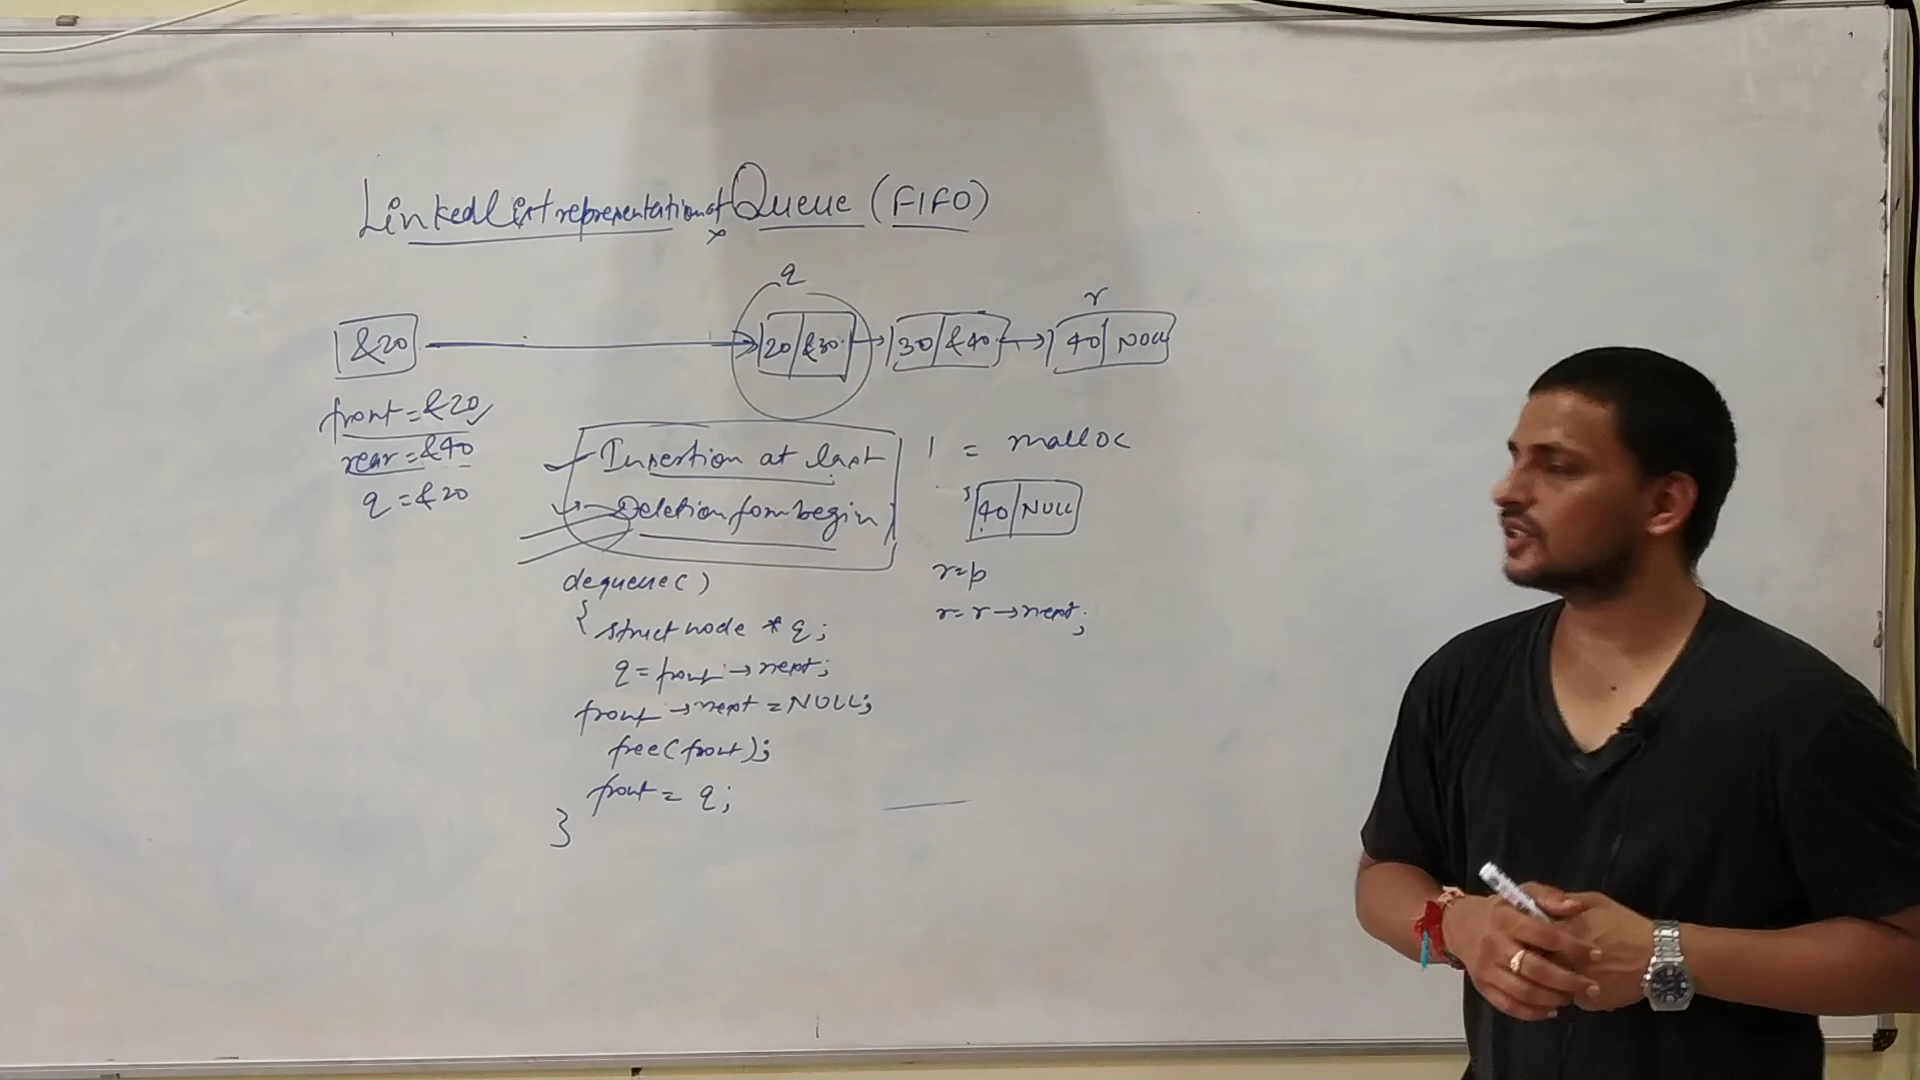 Linked list representation of Queue (FIFO)
q
r
&20 20 &30 30 &40 40 NULL
front = &20
rear = &40
q = &20
Insertion at last
Deletion form begin
1 = malloc
40 NULL
r=p
r = r → next;
dequeue()
{ struct node * q;
q = front → next;
front → next = NULL;
free(front);
front = q;
}